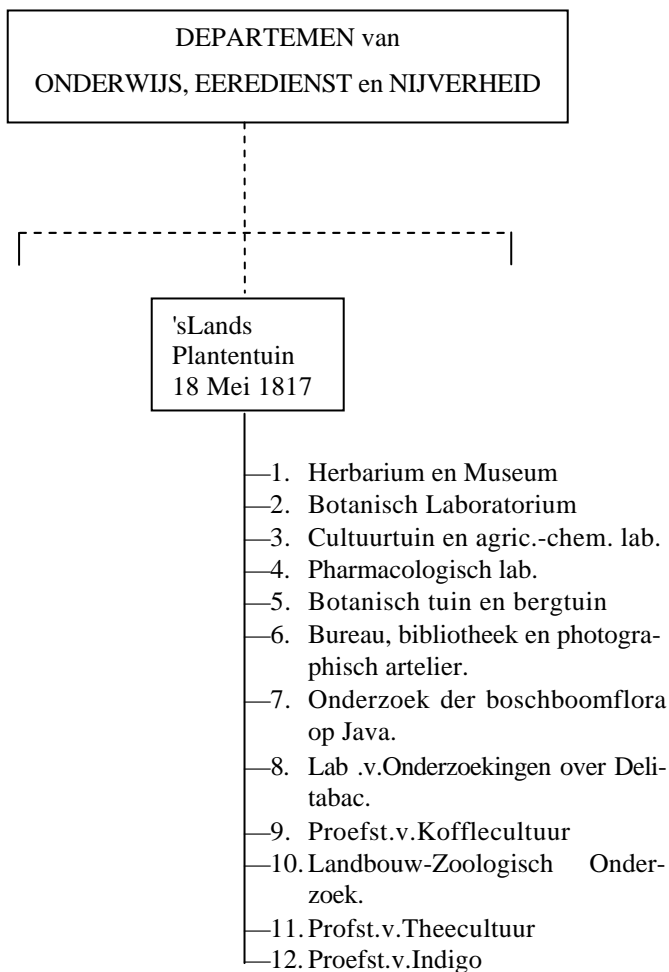 DEPARTEMEN van
ONDERWIJS, EEREDIENST en NIJVERHEID
'sLands
Plantentuin
18 Mei 1817
1. Herbarium en Museum
2. Botanisch Laboratorium
3. Cultuurtuin en agric.-chem. lab.
4. Pharmacologisch lab.
5. Botanisch tuin en bergtuin
6. Bureau, bibliotheek en photogra-
phisch artelier.
7. Onderzoek der boschboomflora
op Java.
8. Lab .v.Onderzoekingen over Deli-
tabac.
9. Proefst.v.Kofflecultuur
10. Landbouw-Zoologisch Onder-
zoek.
11. Profst.v.Theecultuur
12. Proefst.v.Indigo